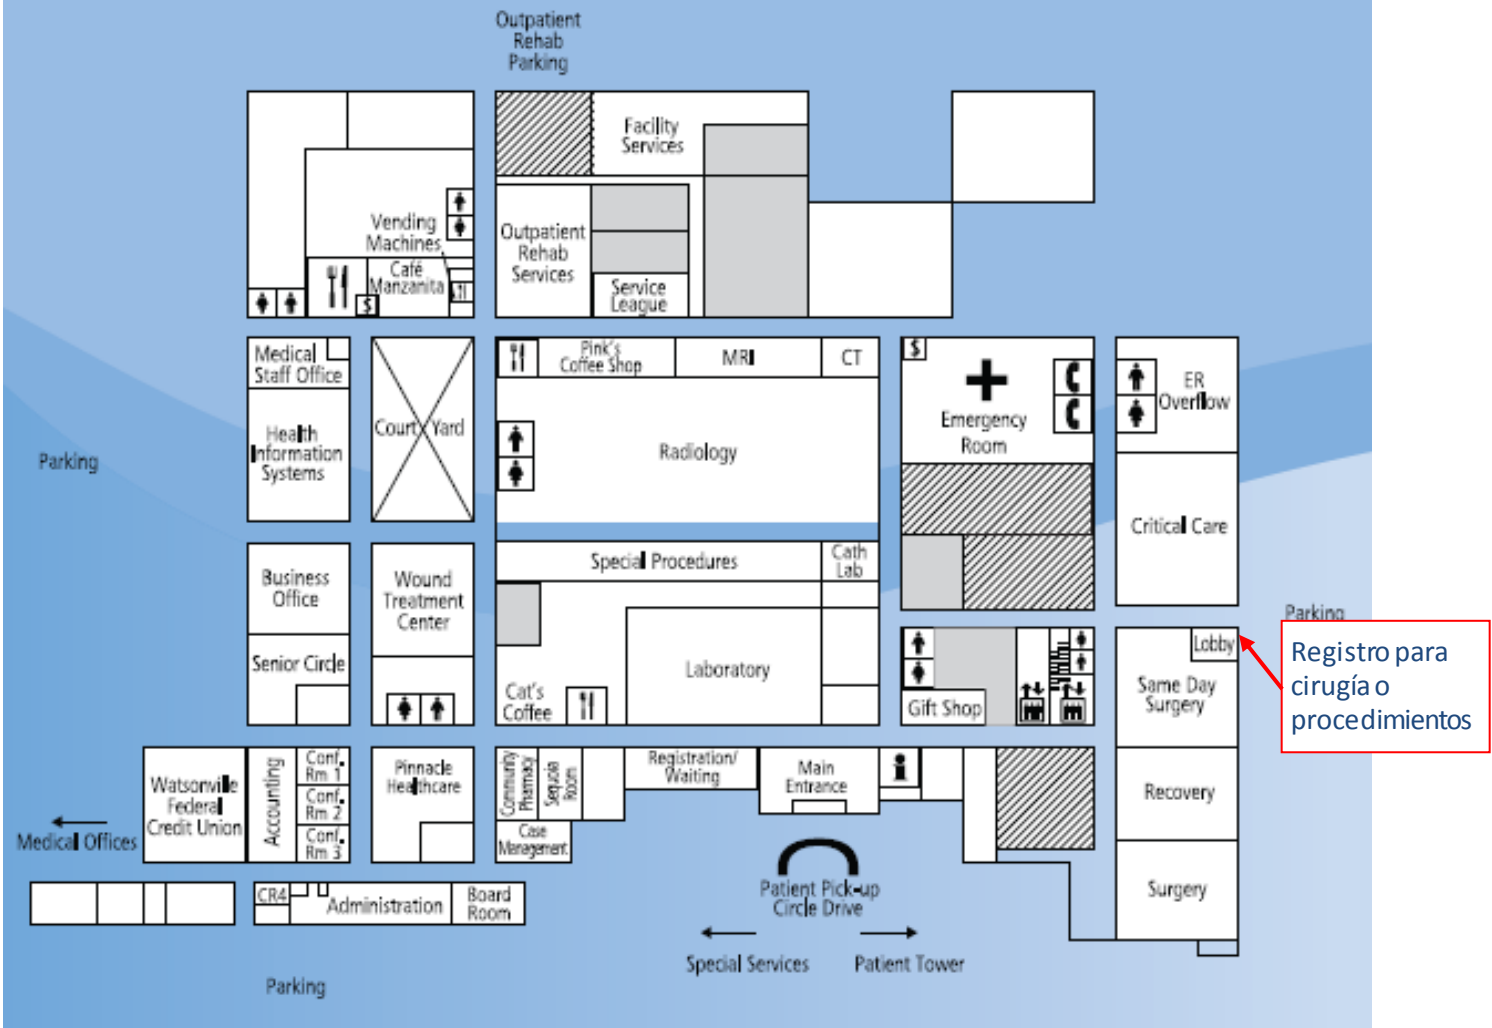 Outpatient
Rehab
Parking
Facility
Services
Vending
Machines
Café
Manzanita
$
Outpatient
Rehab
Services
Service
League
Medical
Staff Office
Health
Information
Systems
Court Yard
Pink's
Coffee Shop
MRI
CT
Radiology
$
Emergency
Room
ER
Overflow
Critical Care
Parking
Business
Office
Senior Circle
Wound
Treatment
Center
Special Procedures
Cath
Lab
Laboratory
Cat's
Coffee
Gift Shop
Parking
Lobby
Same Day
Surgery
Registro para
cirugía o
procedimientos
Watsonville
Federal
Credit Union
Accounting
Conf.
Rm 1
Conf.
Rm 2
Conf.
Rm 3
Pinnacle
Healthcare
Community
Pharmacy
Sequoia
Room
Case
Management
Registration/
Waiting
Main
Entrance
i
Recovery
Surgery
Medical Offices
CR4
Administration
Board
Room
Patient Pick-up
Circle Drive
Special Services
Patient Tower
Parking